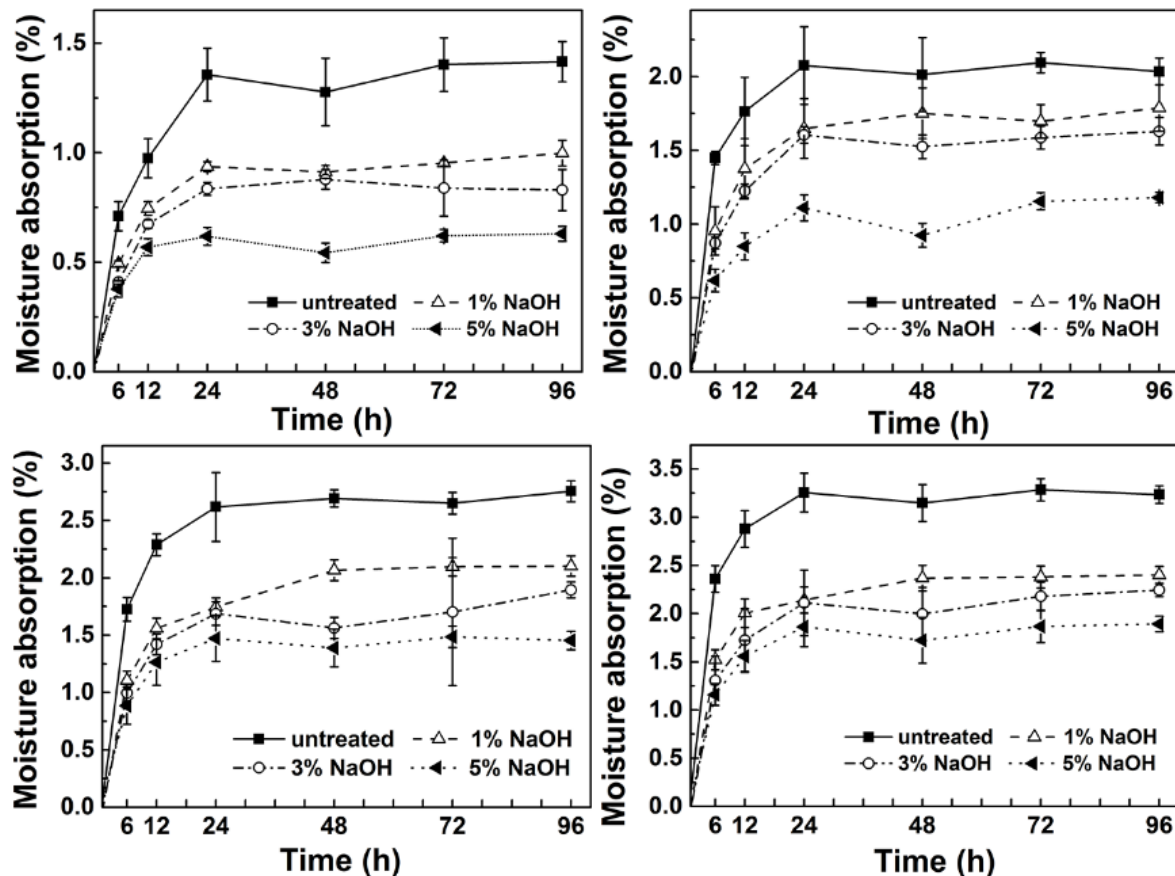 Moisture absorption (%)
1.5
1.0
0.5
0.0
untreated 1% NaOH
3% NaOH 5% NaOH
6 12 24 48 72 96
Time (h)
Moisture absorption (%)
2.0
1.5
1.0
0.5
0.0
untreated 1% NaOH
3% NaOH 5% NaOH
6 12 24 48 72 96
Time (h)
Moisture absorption (%)
3.0
2.5
2.0
1.5
1.0
0.5
0.0
untreated 1% NaOH
3% NaOH 5% NaOH
6 12 24 48 72 96
Time (h)
Moisture absorption (%)
3.5
3.0
2.5
2.0
1.5
1.0
0.5
0.0
untreated 1% NaOH
3% NaOH 5% NaOH
6 12 24 48 72 96
Time (h)